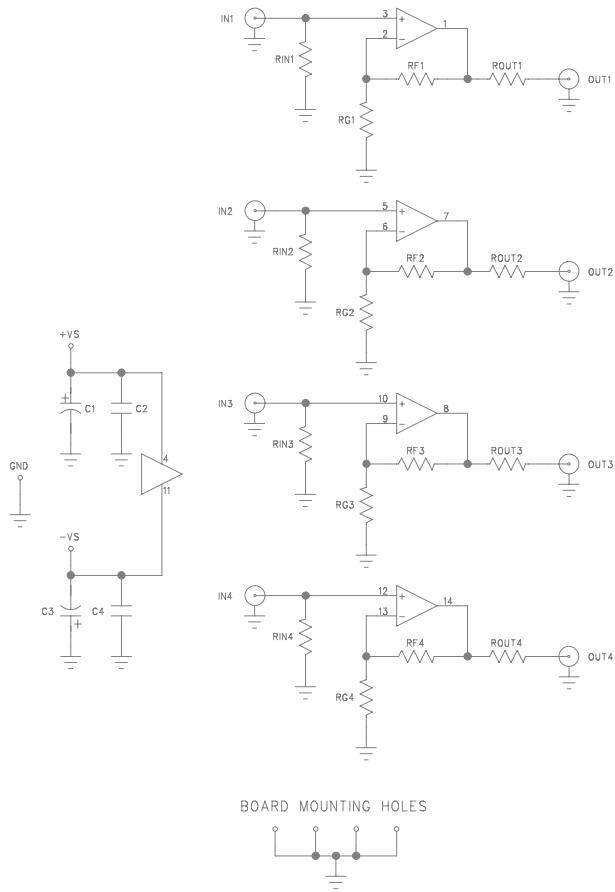 IN1
3
+
1
2
−
RIN1
RF1
ROUT1
OUT1
RG1
IN2
5
+
7
6
−
RIN2
RF2
ROUT2
OUT2
RG2
+VS
+
C1
C2
4
11
GND
−VS
C3
+
C4
IN3
10
+
8
9
−
RIN3
RF3
ROUT3
OUT3
RG3
IN4
12
+
14
13
−
RIN4
RF4
ROUT4
OUT4
RG4
BOARD MOUNTING HOLES